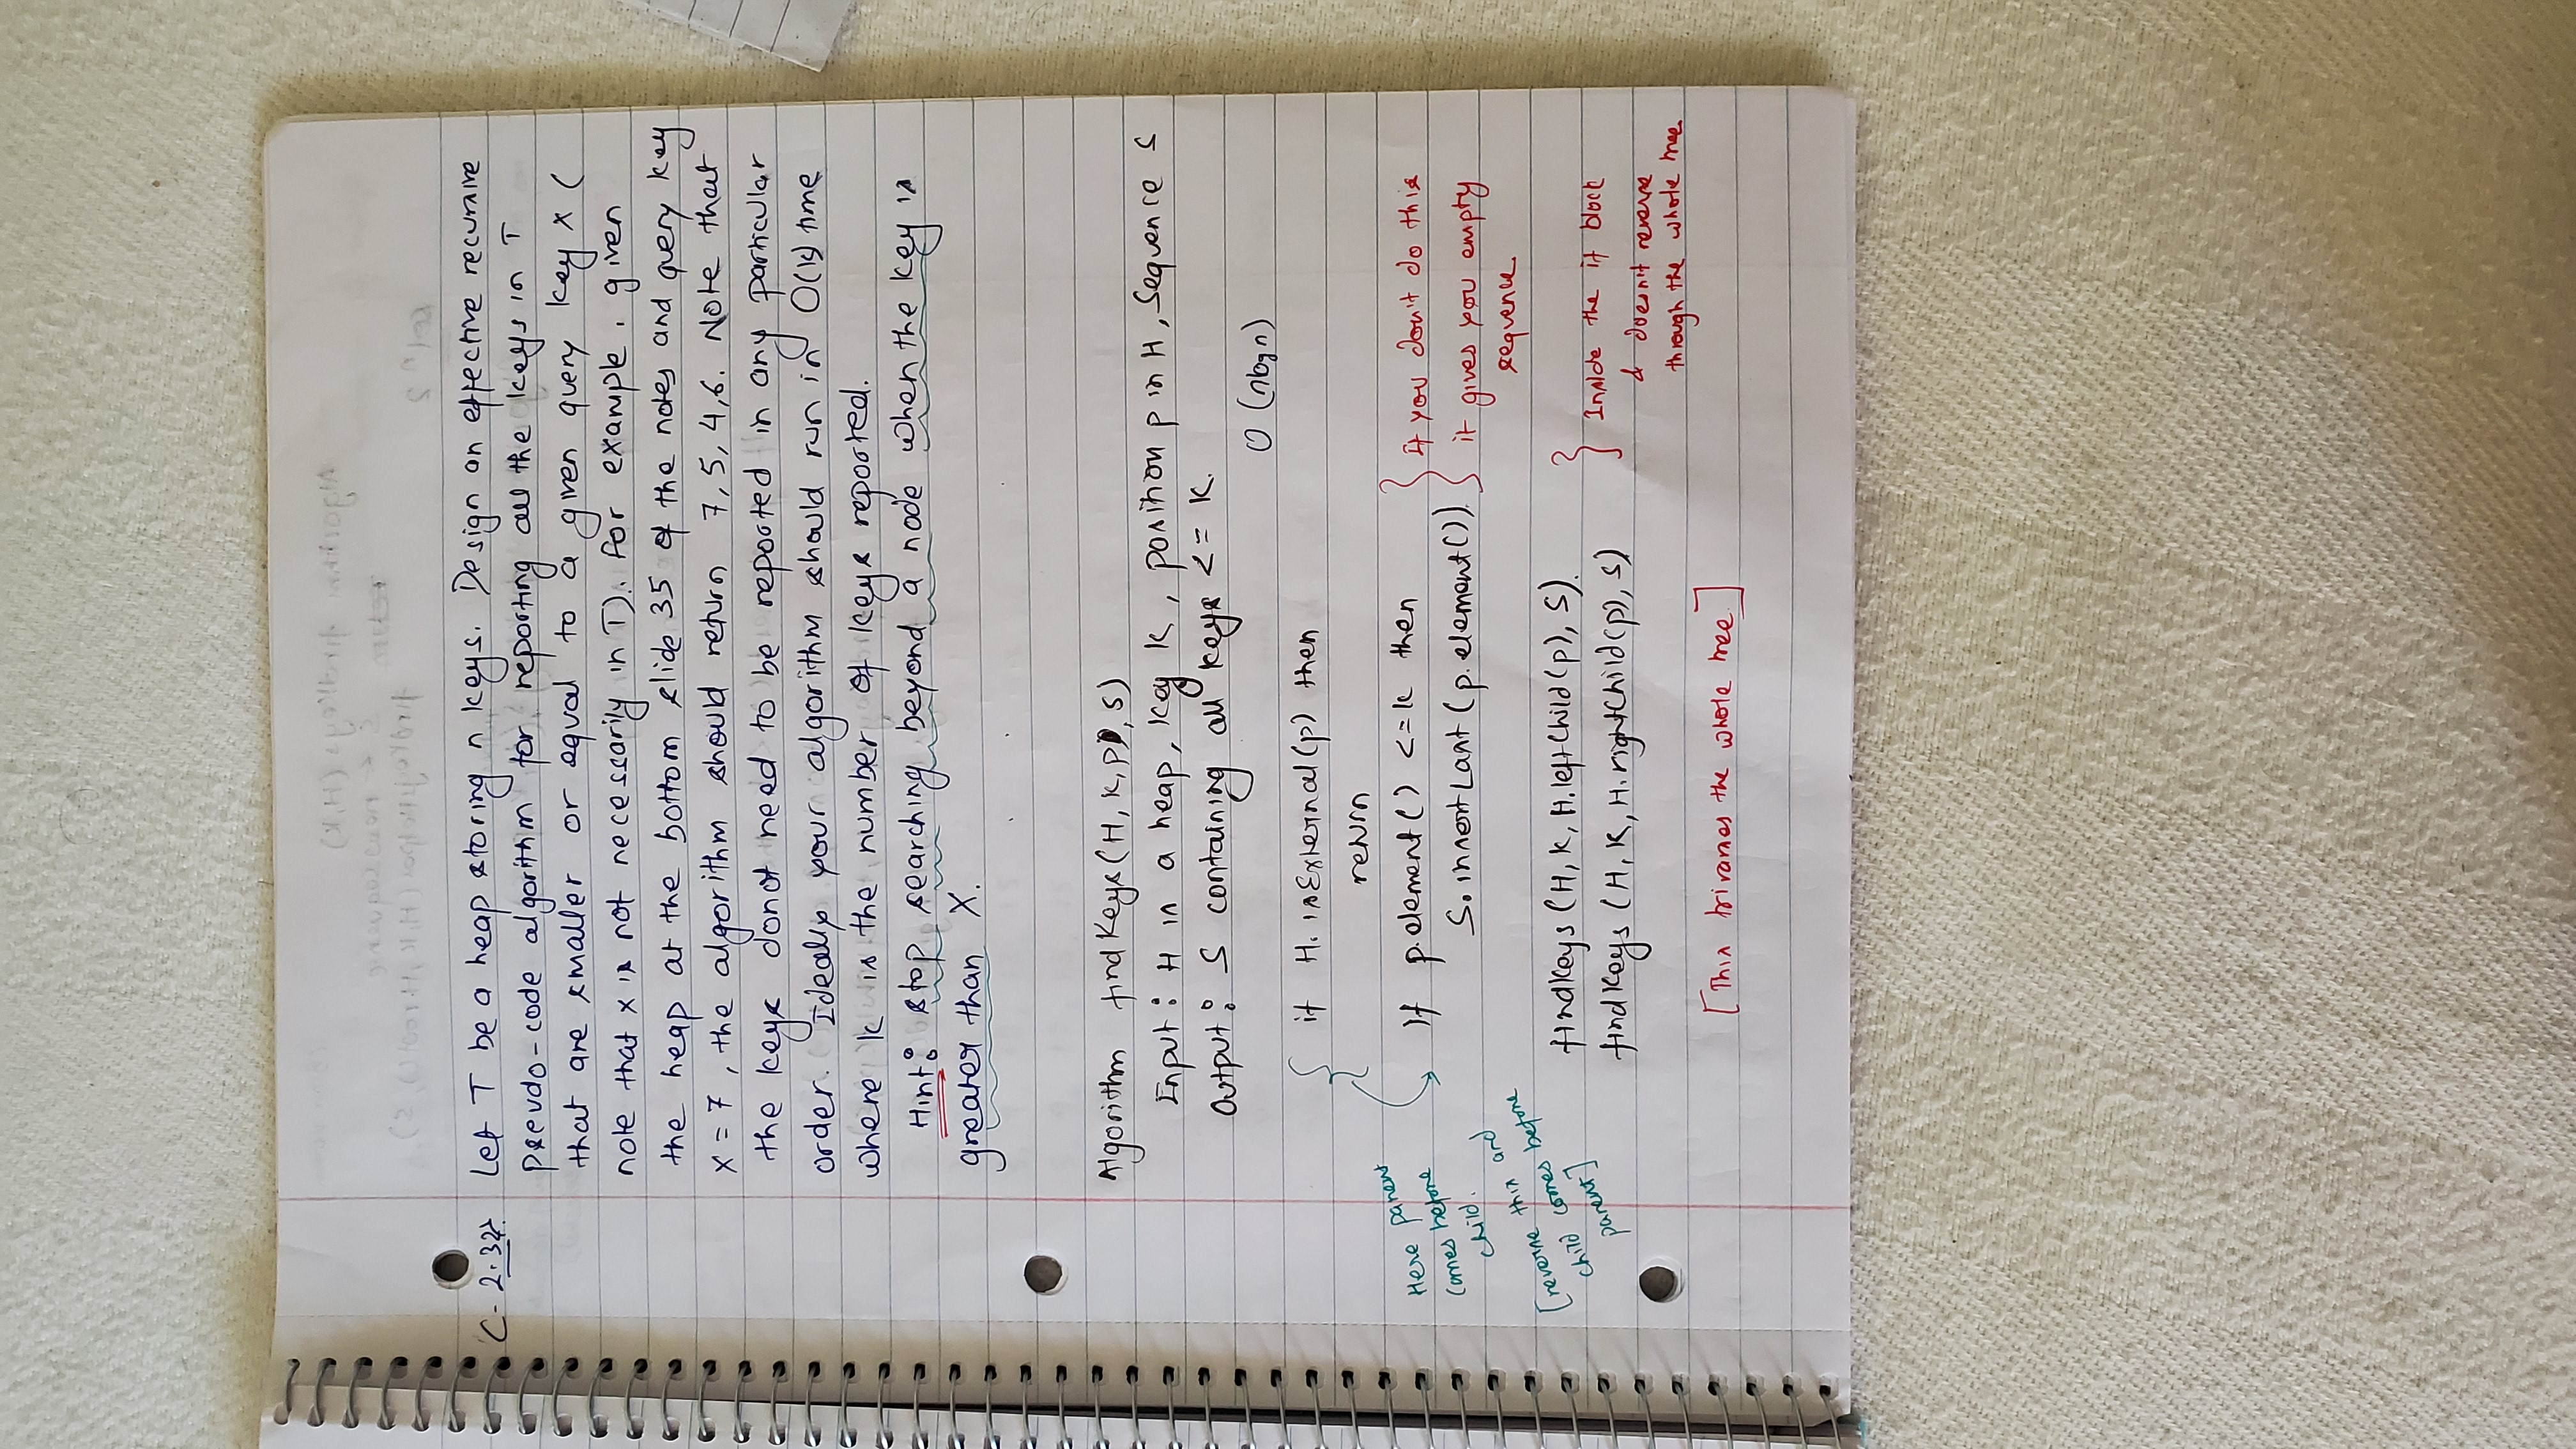 C-2.32
Let T be a heap storing n keys. Design an effective recursive
pseudo-code algorithm for reporting all the keys in T
that are smaller or equal to a given query key x (
note that x is not necessarily in T). For example, given
the heap at the bottom slide 35 of the notes and query key
x = 7, the algorithm should return 7,5,4,6. Note that
the keys donot need to be reported in any particular
order. Ideally your algorithm should run in O(k) time
where k is the number of keys reported.
Hint: stop searching beyond a node when the key is
greater than X.
Algorithm findKeys(H, K, p, S)
Input: H is a heap, key K, position p in H, Sequence S
Output: S containing all keys <= K.
O (nlogn)
if H. isExternal(p) then
return
If p.element() <=k then
S. insertLast (p.element())
findKeys (H, K, H.leftChild(p), S).
findKeys (H, K, H.rightChild(p), S)
[This trivarses the whole tree.]
Here parent
comes before
child.
[reverse this and
child comes before
parent]
If you don't do this
it gives you empty
sequence
Inside the if block
& doesn't reverse
through the whole tree.
Algorithm findKeys (H,K)
S ← newsequence